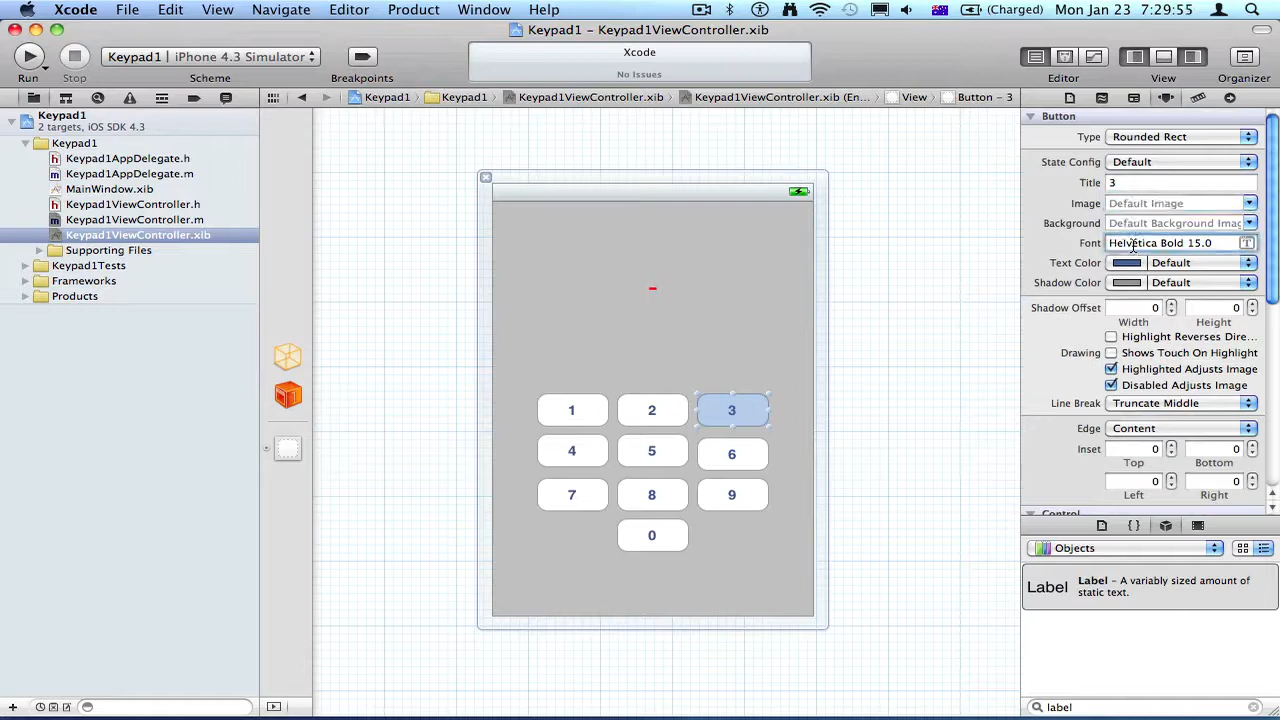 Xcode File Edit View Navigate Editor Product Window Help (Charged) Mon Jan 23 7:29:55
Keypad1 – Keypad1ViewController.xib
Keypad1 | iPhone 4.3 Simulator
Xcode
No Issues
Run Stop Scheme Breakpoints Editor View Organizer
Keypad1 Keypad1 Keypad1ViewController.xib Keypad1ViewController.xib (En... View Button – 3
Keypad1
2 targets, iOS SDK 4.3
Keypad1
Keypad1AppDelegate.h
Keypad1AppDelegate.m
MainWindow.xib
Keypad1ViewController.h
Keypad1ViewController.m
Keypad1ViewController.xib
Supporting Files
Keypad1Tests
Frameworks
Products
-
1 2 3
4 5 6
7 8 9
0
Button
Type Rounded Rect
State Config Default
Title 3
Image Default Image
Background Default Background Imag
Font Helvetica Bold 15.0
Text Color Default
Shadow Color Default
Shadow Offset 0 0
Width Height
Highlight Reverses Dire...
Drawing Shows Touch On Highlight
Highlighted Adjusts Image
Disabled Adjusts Image
Line Break Truncate Middle
Edge Content
Inset 0 0
Top Bottom
0 0
Left Right
Control
Objects
Label Label – A variably sized amount of
static text.
label